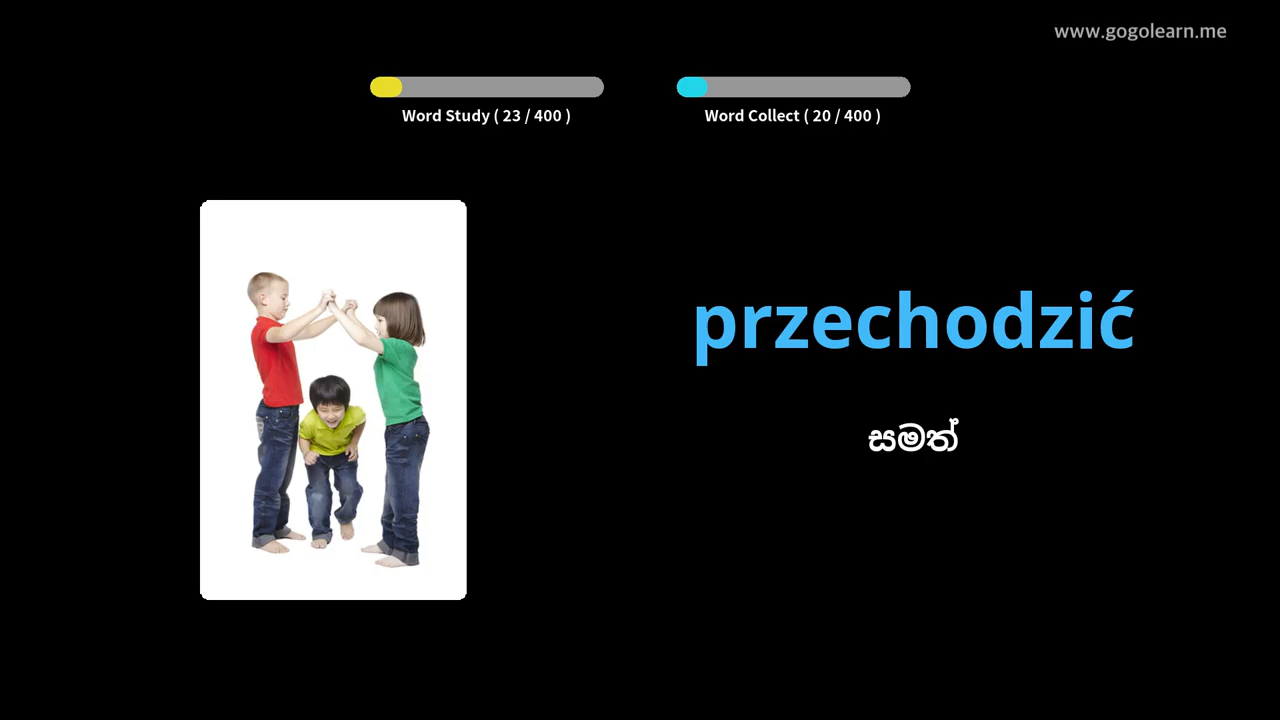 www.gogolearn.me
Word Study ( 23 / 400 )
Word Collect ( 20 / 400 )
przechodzić
සමත්